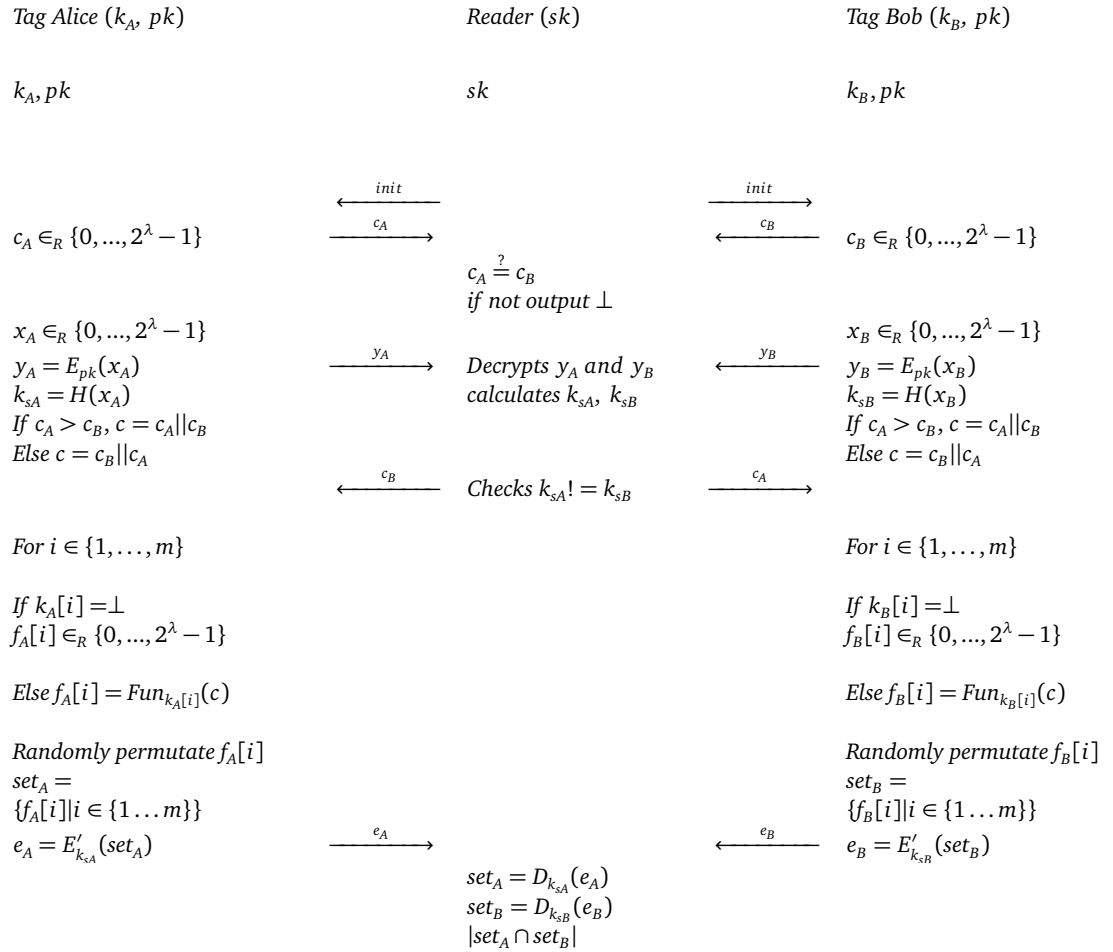 Tag Alice (k_A, pk) Reader (sk) Tag Bob (k_B, pk)
k_A, pk sk k_B, pk
init init
c_A ∈_R {0, ..., 2^λ − 1} c_A c_B c_B ∈_R {0, ..., 2^λ − 1}
c_A ≟ c_B
if not output ⊥
x_A ∈_R {0, ..., 2^λ − 1} x_B ∈_R {0, ..., 2^λ − 1}
y_A = E_pk(x_A) y_A Decrypts y_A and y_B y_B y_B = E_pk(x_B)
k_sA = H(x_A) calculates k_sA, k_sB k_sB = H(x_B)
If c_A > c_B, c = c_A||c_B If c_A > c_B, c = c_A||c_B
Else c = c_B||c_A Else c = c_B||c_A
c_B Checks k_sA! = k_sB c_A
For i ∈ {1, . . . , m} For i ∈ {1, . . . , m}
If k_A[i] =⊥ If k_B[i] =⊥
f_A[i] ∈_R {0, ..., 2^λ − 1} f_B[i] ∈_R {0, ..., 2^λ − 1}
Else f_A[i] = Fun_{k_A[i]}(c) Else f_B[i] = Fun_{k_B[i]}(c)
Randomly permutate f_A[i] Randomly permutate f_B[i]
set_A = set_B =
{f_A[i]|i ∈ {1 . . . m}} {f_B[i]|i ∈ {1 . . . m}}
e_A = E′_{k_sA}(set_A) e_A e_B e_B = E′_{k_sB}(set_B)
set_A = D_{k_sA}(e_A)
set_B = D_{k_sB}(e_B)
|set_A ∩ set_B|